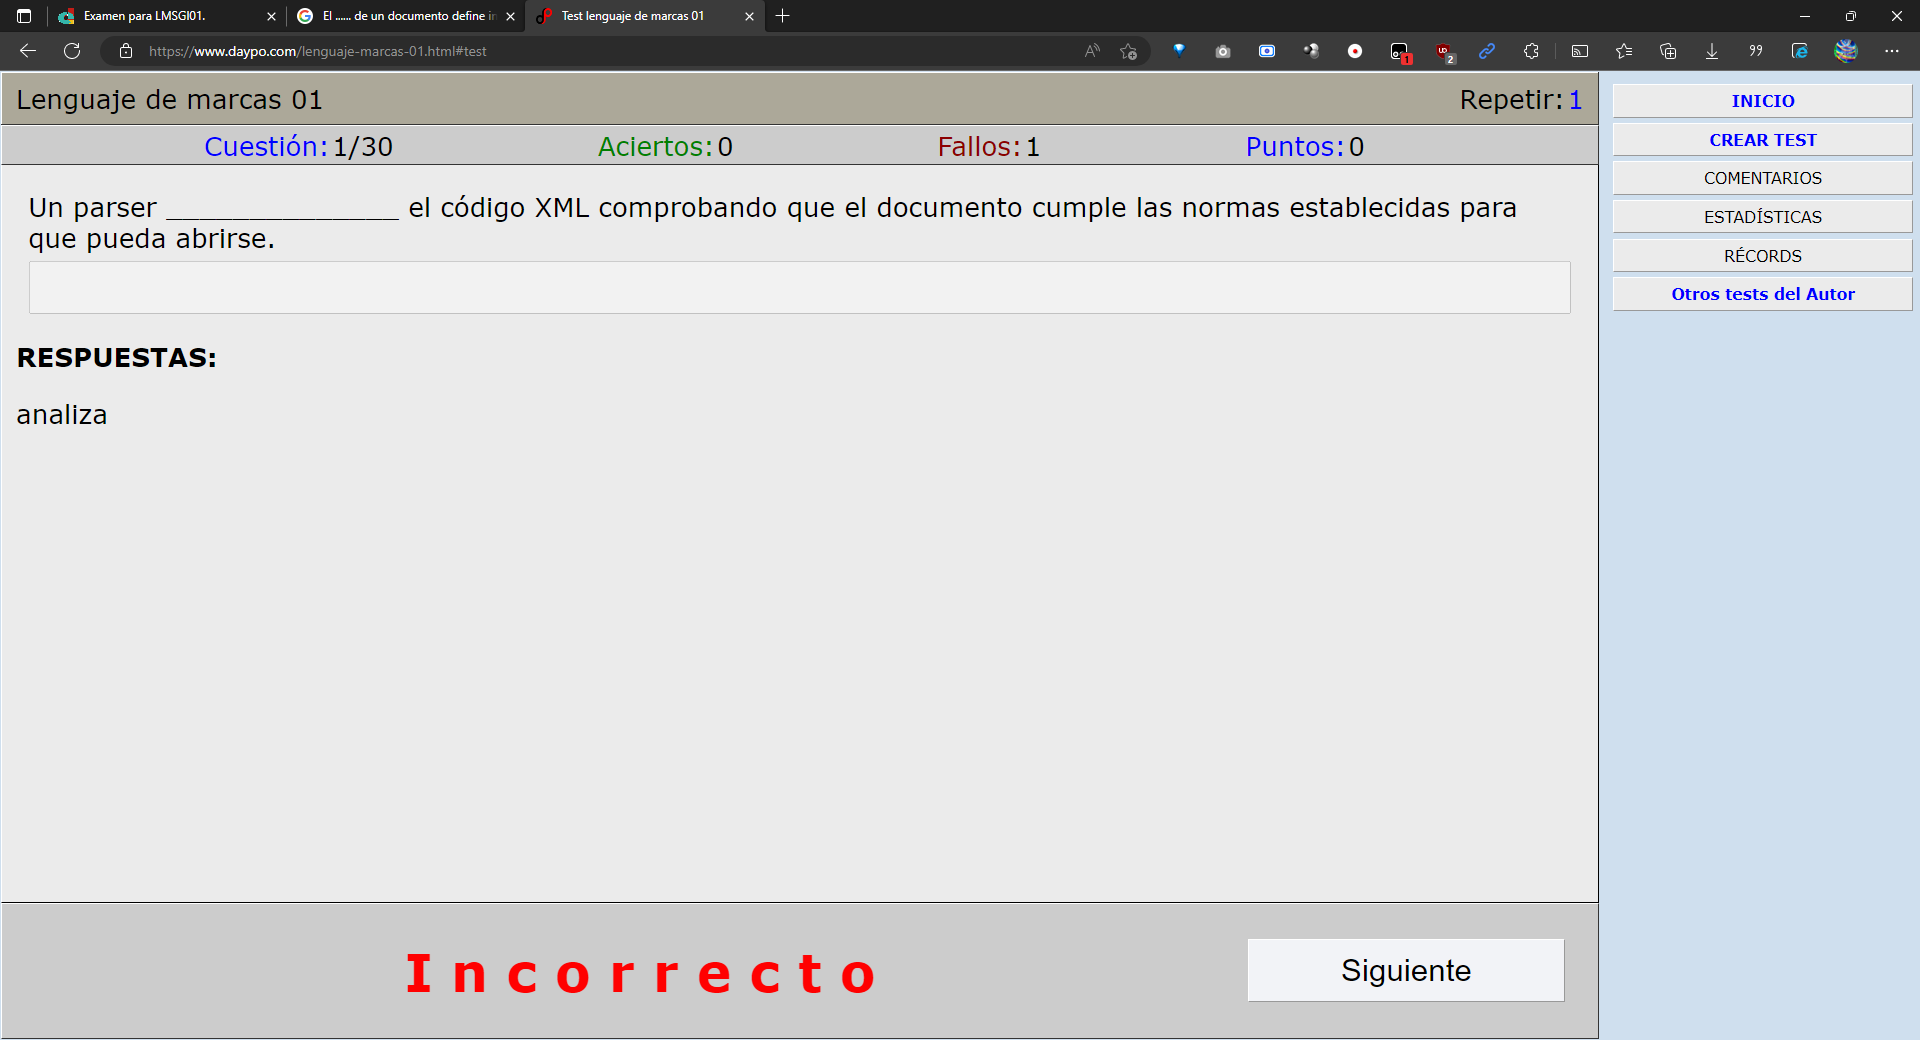 Examen para LMSGI01.
El ...... de un documento define in
Test lenguaje de marcas 01
https://www.daypo.com/lenguaje-marcas-01.html#test
Lenguaje de marcas 01
Repetir: 1
Cuestión: 1/30
Aciertos: 0
Fallos: 1
Puntos: 0
Un parser ________________ el código XML comprobando que el documento cumple las normas establecidas para
que pueda abrirse.
RESPUESTAS:
analiza
Incorrecto
Siguiente
INICIO
CREAR TEST
COMENTARIOS
ESTADÍSTICAS
RÉCORDS
Otros tests del Autor